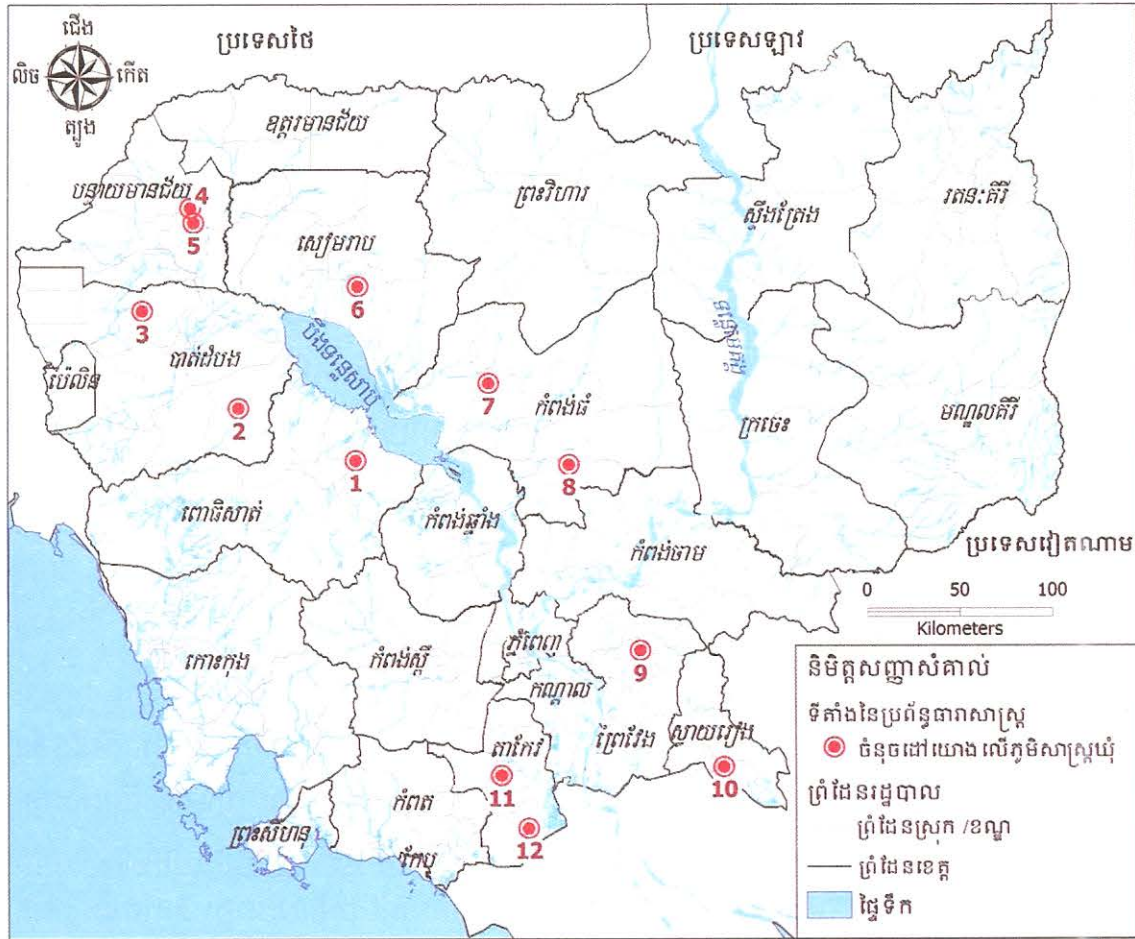 ជើង
លិច
កើត
ត្បូង
ប្រទេសថៃ
ប្រទេសឡាវ
ឧត្តរមានជ័យ
បន្ទាយមានជ័យ
4
5
សៀមរាប
6
ព្រះវិហារ
ស្ទឹងត្រែង
រតនៈគីរី
3
បាត់ដំបង
ប៉ៃលិន
2
បឹងទន្លេសាប
7
កំពង់ធំ
8
ក្រចេះ
មណ្ឌលគីរី
1
ពោធិសាត់
កំពង់ឆ្នាំង
កំពង់ចាម
ប្រទេសវៀតណាម
0 50 100
Kilometers
កោះកុង
កំពង់ស្ពឺ
ភ្នំពេញ
កណ្តាល
9
ព្រៃវែង
ស្វាយរៀង
10
តាកែវ
11
12
កំពត
ព្រះសីហនុ
កែប
និមិត្តសញ្ញាសំគាល់
ទីតាំងនៃប្រព័ន្ធធារាសាស្ត្រ
ចំនុចដៅយោង លើភូមិសាស្ត្រឃុំ
ព្រំដែនរដ្ឋបាល
ព្រំដែនស្រុក /ខណ្ឌ
ព្រំដែនខេត្ត
ផ្ទៃទឹក